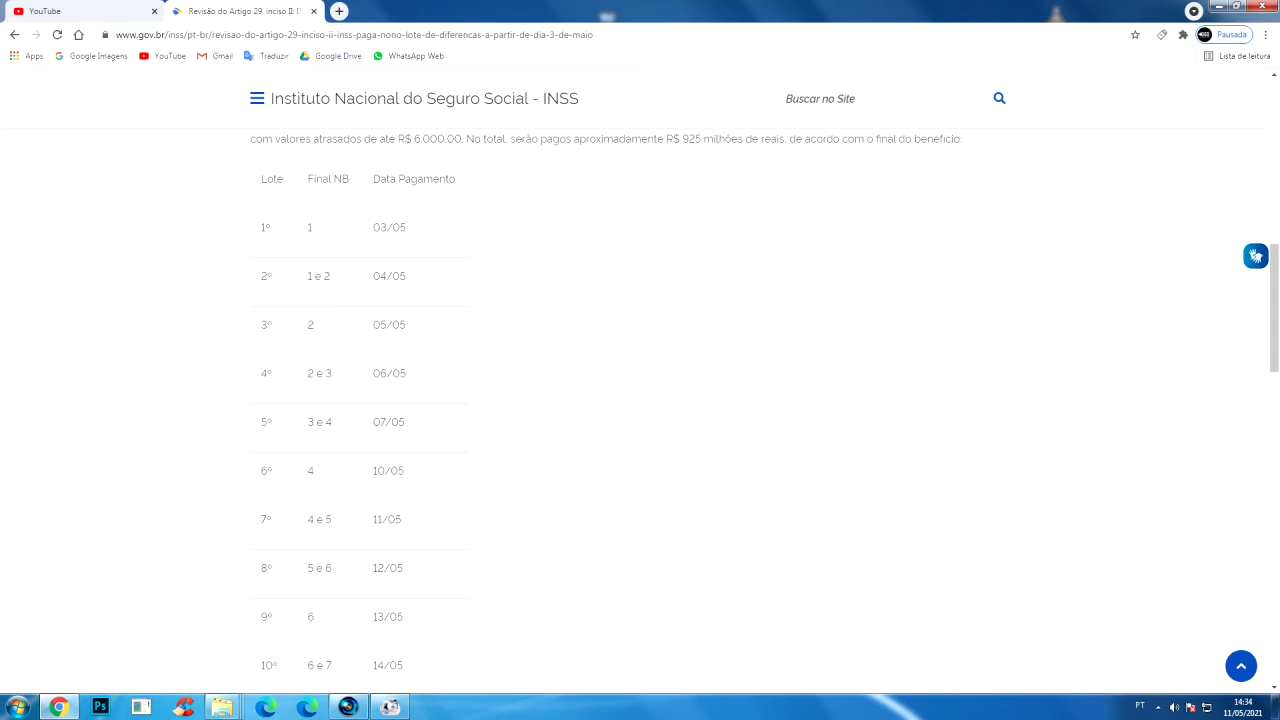 YouTube
Revisão do Artigo 29, inciso II: I
www.gov.br/inss/pt-br/revisao-do-artigo-29-inciso-ii-inss-paga-nono-lote-de-diferencas-a-partir-de-dia-3-de-maio
Pausada
Apps Google Imagens YouTube Gmail Traduzir Google Drive WhatsApp Web Lista de leitura
Instituto Nacional do Seguro Social - INSS
Buscar no Site
com valores atrasados de até R$ 6.000,00. No total, serão pagos aproximadamente R$ 925 milhões de reais, de acordo com o final do benefício:
Lote Final NB Data Pagamento
1º 1 03/05
2º 1 e 2 04/05
3º 2 05/05
4º 2 e 3 06/05
5º 3 e 4 07/05
6º 4 10/05
7º 4 e 5 11/05
8º 5 e 6 12/05
9º 6 13/05
10º 6 e 7 14/05
Ps
PT
14:34
11/05/2021